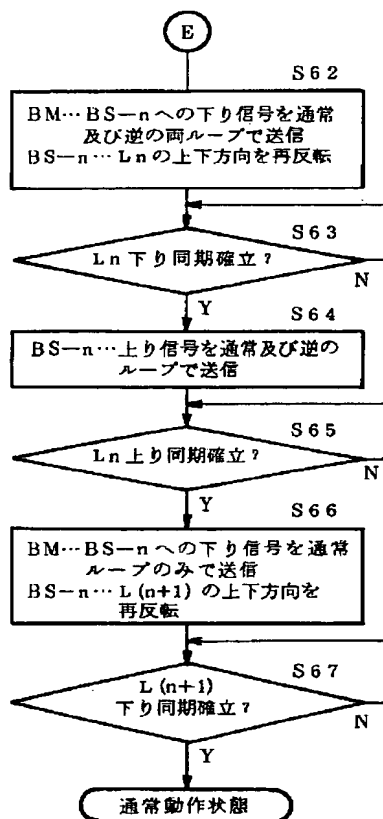 E
S62
BM…BS-nへの下り信号を通常
及び逆の両ループで送信
BS-n…Lnの上下方向を再反転
S63
Ln下り同期確立?
N
Y
S64
BS-n…上り信号を通常及び逆の
ループで送信
S65
Ln上り同期確立?
N
Y
S66
BM…BS-nへの下り信号を通常
ループのみで送信
BS-n…L(n+1)の上下方向を
再反転
S67
L(n+1)
下り同期確立?
N
Y
通常動作状態